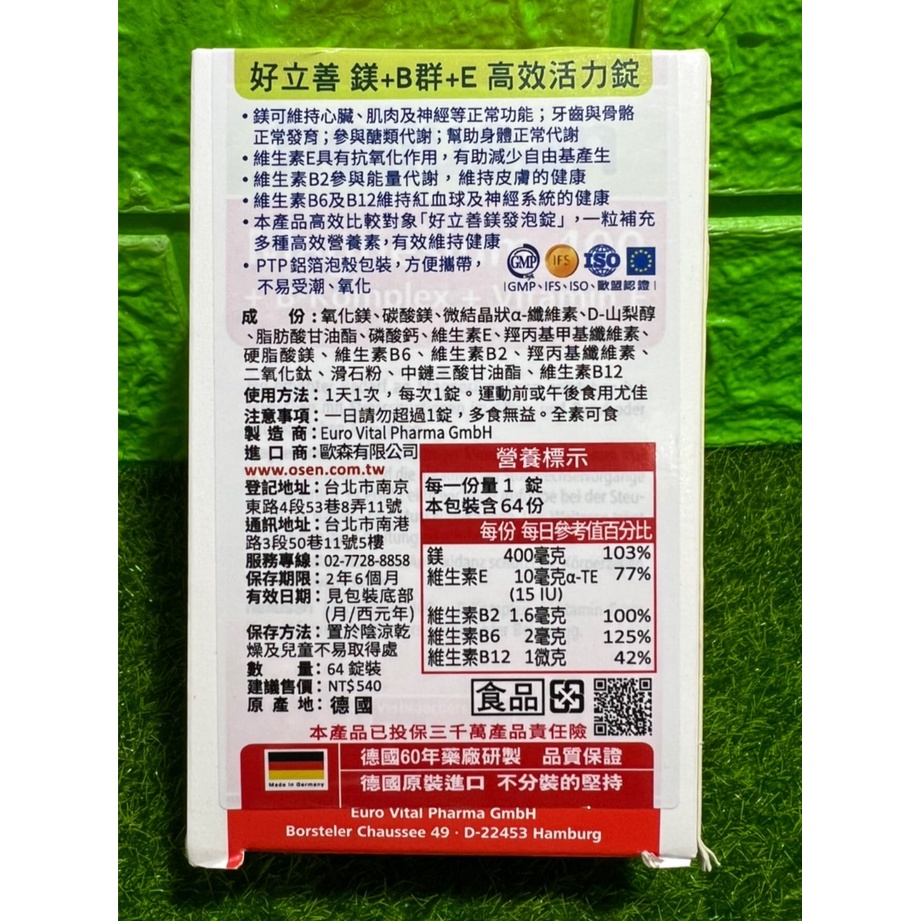 好立善 鎂+B群+E 高效活力錠
•鎂可維持心臟、肌肉及神經等正常功能；牙齒與骨骼
正常發育；參與醣類代謝；幫助身體正常代謝
•維生素E具有抗氧化作用，有助減少自由基產生
•維生素B2參與能量代謝，維持皮膚的健康
•維生素B6及B12維持紅血球及神經系統的健康
•本產品高效比較對象「好立善鎂發泡錠」，一粒補充
多種高效營養素，有效維持健康
•PTP鋁箔泡殼包裝，方便攜帶，
不易受潮、氧化
GMP
IFS
ISO
GMP、IFS、ISO、歐盟認證
成 份：氧化鎂、碳酸鎂、微結晶狀α-纖維素、D-山梨醇
、脂肪酸甘油酯、磷酸鈣、維生素E、羥丙基甲基纖維素、
硬脂酸鎂、維生素B6、維生素B2、羥丙基纖維素、
二氧化鈦、滑石粉、中鏈三酸甘油酯、維生素B12
使用方法：1天1次，每次1錠。運動前或午後食用尤佳
注意事項：一日請勿超過1錠，多食無益。全素可食
製造商：Euro Vital Pharma GmbH
進口商：歐森有限公司
www.osen.com.tw
登記地址：台北市南京
東路4段53巷8弄11號
通訊地址：台北市南港
路3段50巷11號5樓
服務專線：02-7728-8858
保存期限：2年6個月
有效日期：見包裝底部
(月/西元年)
保存方法：置於陰涼乾
燥及兒童不易取得處
數 量：64 錠裝
建議售價：NT$540
原產地：德國
營養標示
每一份量 1 錠
本包裝含 64 份
每份 每日參考值百分比
鎂 400毫克 103%
維生素E 10毫克α-TE 77%
(15 IU)
維生素B2 1.6毫克 100%
維生素B6 2毫克 125%
維生素B12 1微克 42%
食品
本產品已投保三千萬產品責任險
Made in Germany
德國60年藥廠研製 品質保證
德國原裝進口 不分裝的堅持
Euro Vital Pharma GmbH
Borsteler Chaussee 49 · D-22453 Hamburg